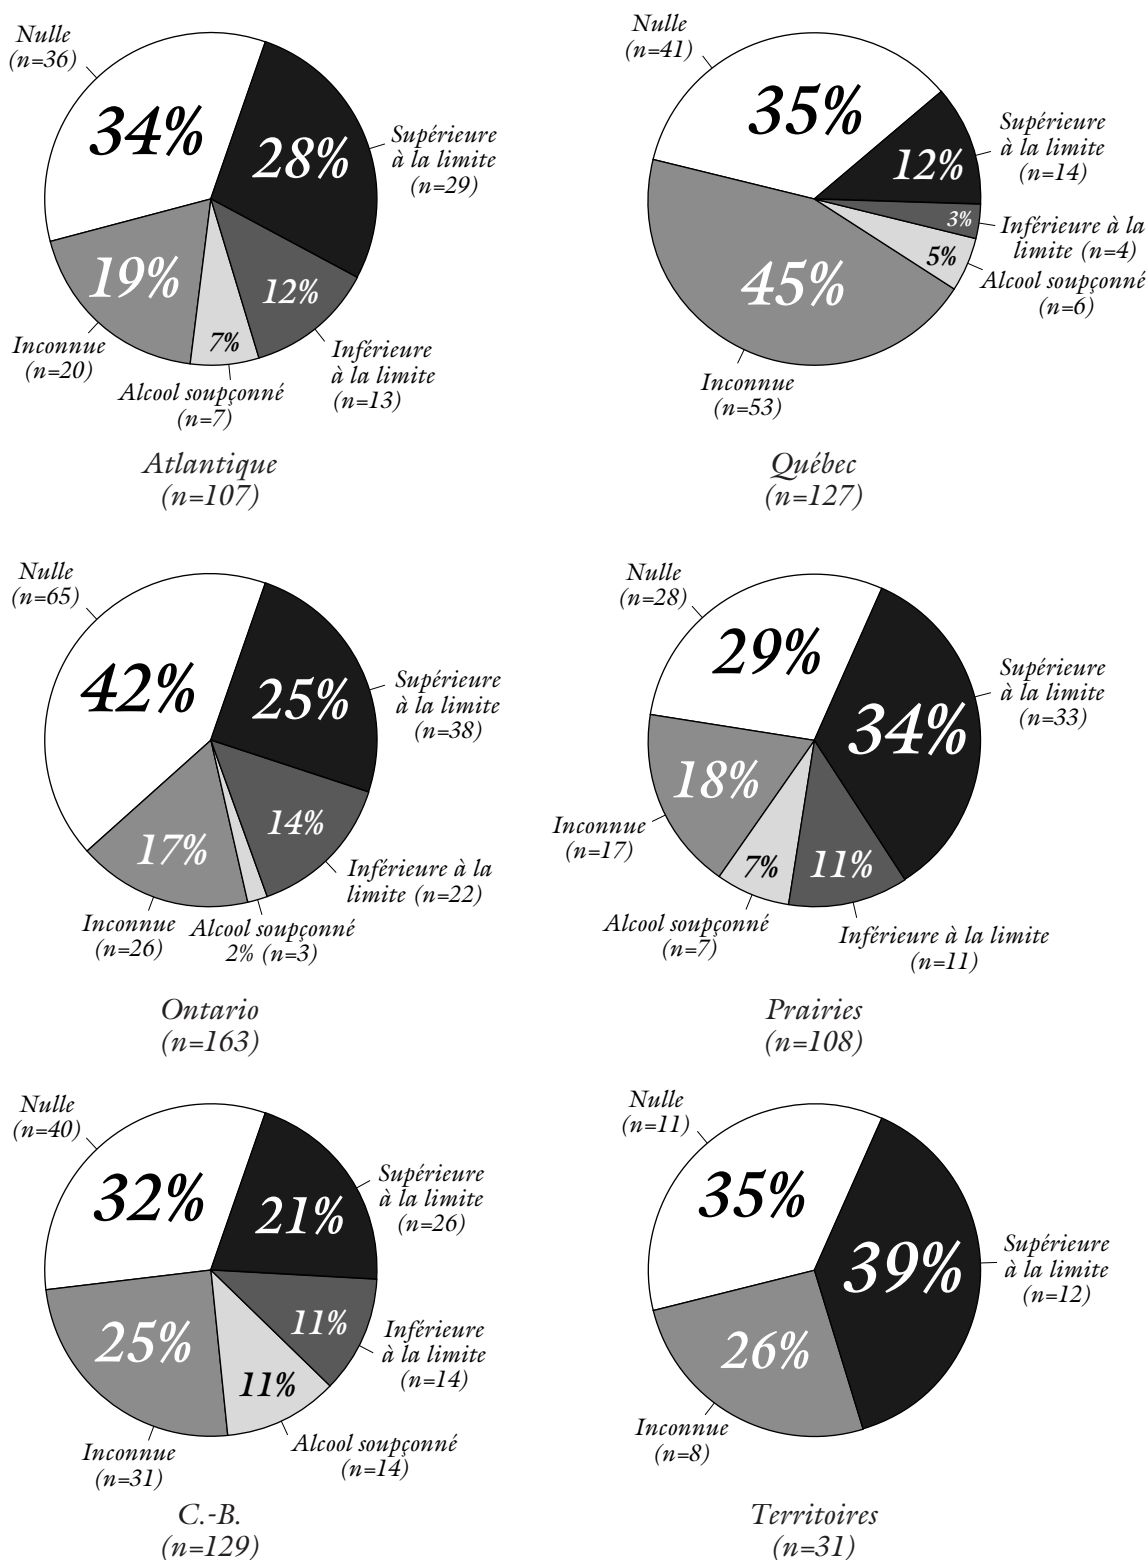 Nulle
(n=36)
34%
28%
Supérieure
à la limite
(n=29)
19%
12%
7%
Inconnue
(n=20)
Alcool soupçonné
(n=7)
Inférieure
à la limite
(n=13)
Atlantique
(n=107)
Nulle
(n=41)
35%
12%
Supérieure
à la limite
(n=14)
3%
Inférieure à la
limite (n=4)
5%
Alcool soupçonné
(n=6)
45%
Inconnue
(n=53)
Québec
(n=127)
Nulle
(n=65)
42%
25%
Supérieure
à la limite
(n=38)
14%
17%
Inférieure à la
limite (n=22)
Inconnue
(n=26)
Alcool soupçonné
2% (n=3)
Ontario
(n=163)
Nulle
(n=28)
29%
34%
Supérieure
à la limite
(n=33)
18%
Inconnue
(n=17)
7%
11%
Alcool soupçonné
(n=7)
Inférieure à la limite
(n=11)
Prairies
(n=108)
Nulle
(n=40)
32%
21%
Supérieure
à la limite
(n=26)
25%
11%
Inférieure
à la limite
(n=14)
11%
Inconnue
(n=31)
Alcool soupçonné
(n=14)
C.-B.
(n=129)
Nulle
(n=11)
35%
39%
Supérieure
à la limite
(n=12)
26%
Inconnue
(n=8)
Territoires
(n=31)